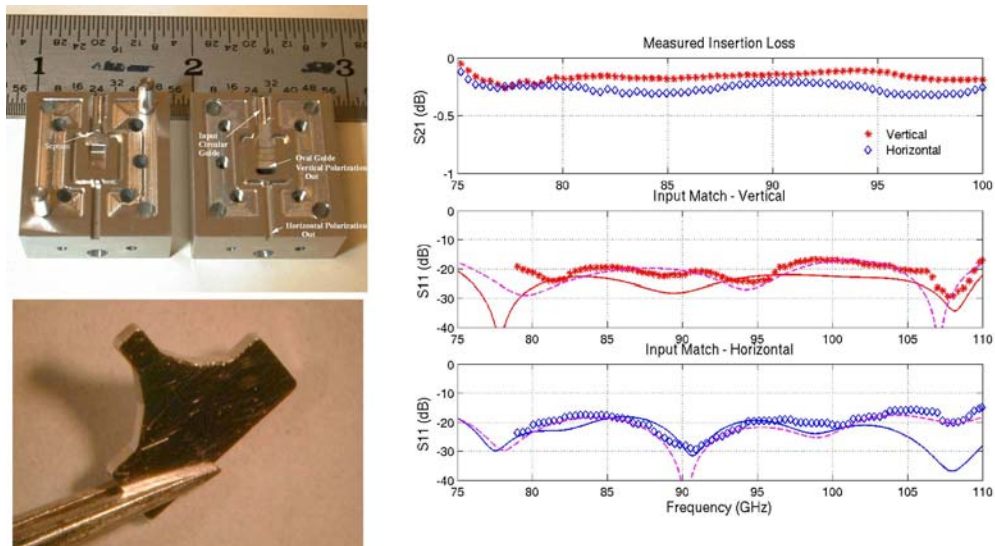 1 2 3
Septum
Input
Circular
Guide
Oval Guide
Vertical Polarization
Out
Horizontal Polarization
Out
Measured Insertion Loss
0
-0.5
-1
S21 (dB)
Vertical
Horizontal
75 80 85 90 95 100
Input Match - Vertical
-10
-20
-30
-40
S11 (dB)
75 80 85 90 95 100 105 110
Input Match - Horizontal
-10
-20
-30
-40
S11 (dB)
75 80 85 90 95 100 105 110
Frequency (GHz)